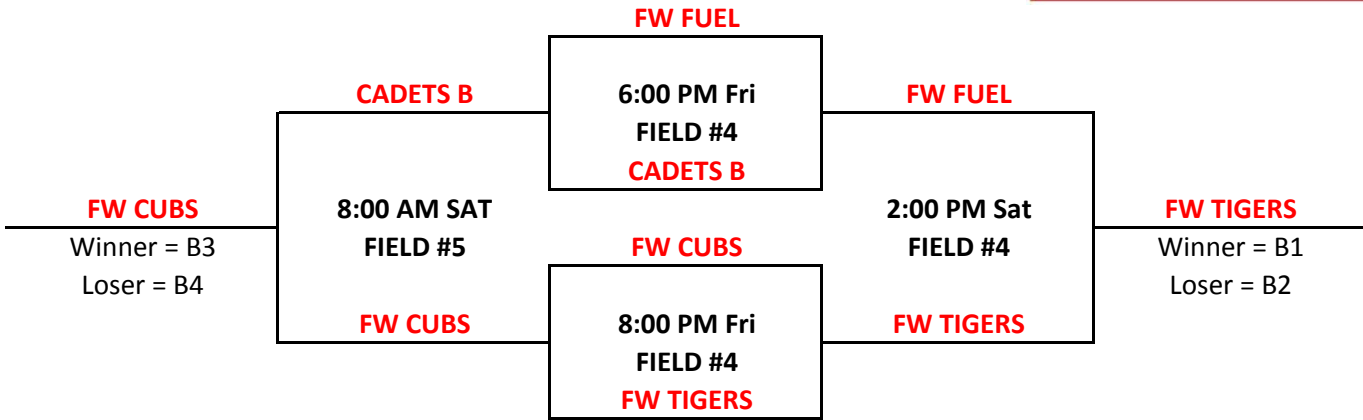 FW FUEL
CADETS B
6:00 PM Fri
FW FUEL
FIELD #4
CADETS B
FW CUBS
8:00 AM SAT
2:00 PM Sat
FW TIGERS
Winner = B3
FIELD #5
FW CUBS
FIELD #4
Winner = B1
Loser = B4
Loser = B2
FW CUBS
8:00 PM Fri
FW TIGERS
FIELD #4
FW TIGERS